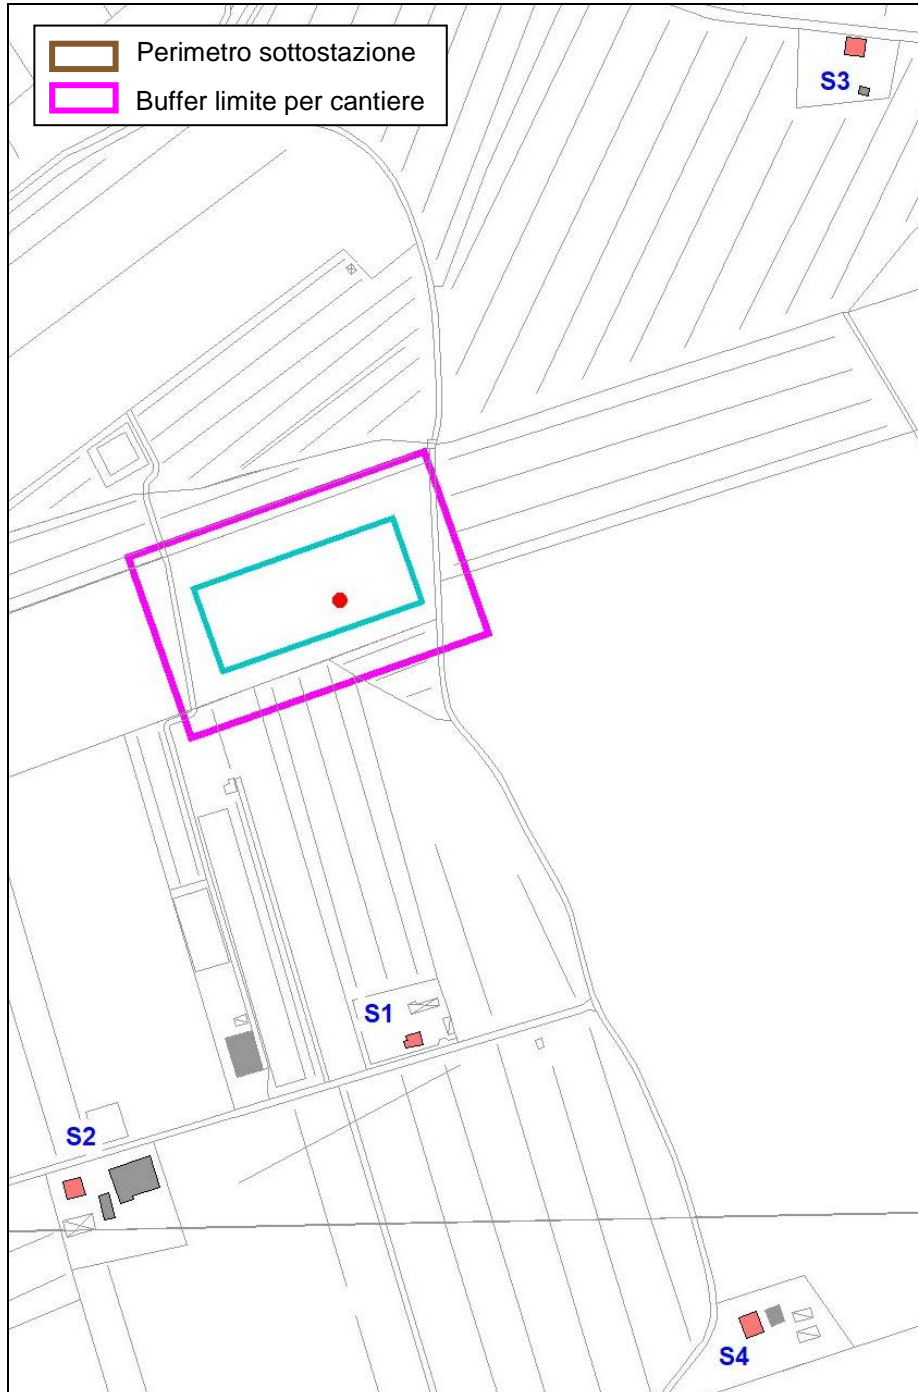 Perimetro sottostazione
Buffer limite per cantiere
S3
S1
S2
S4